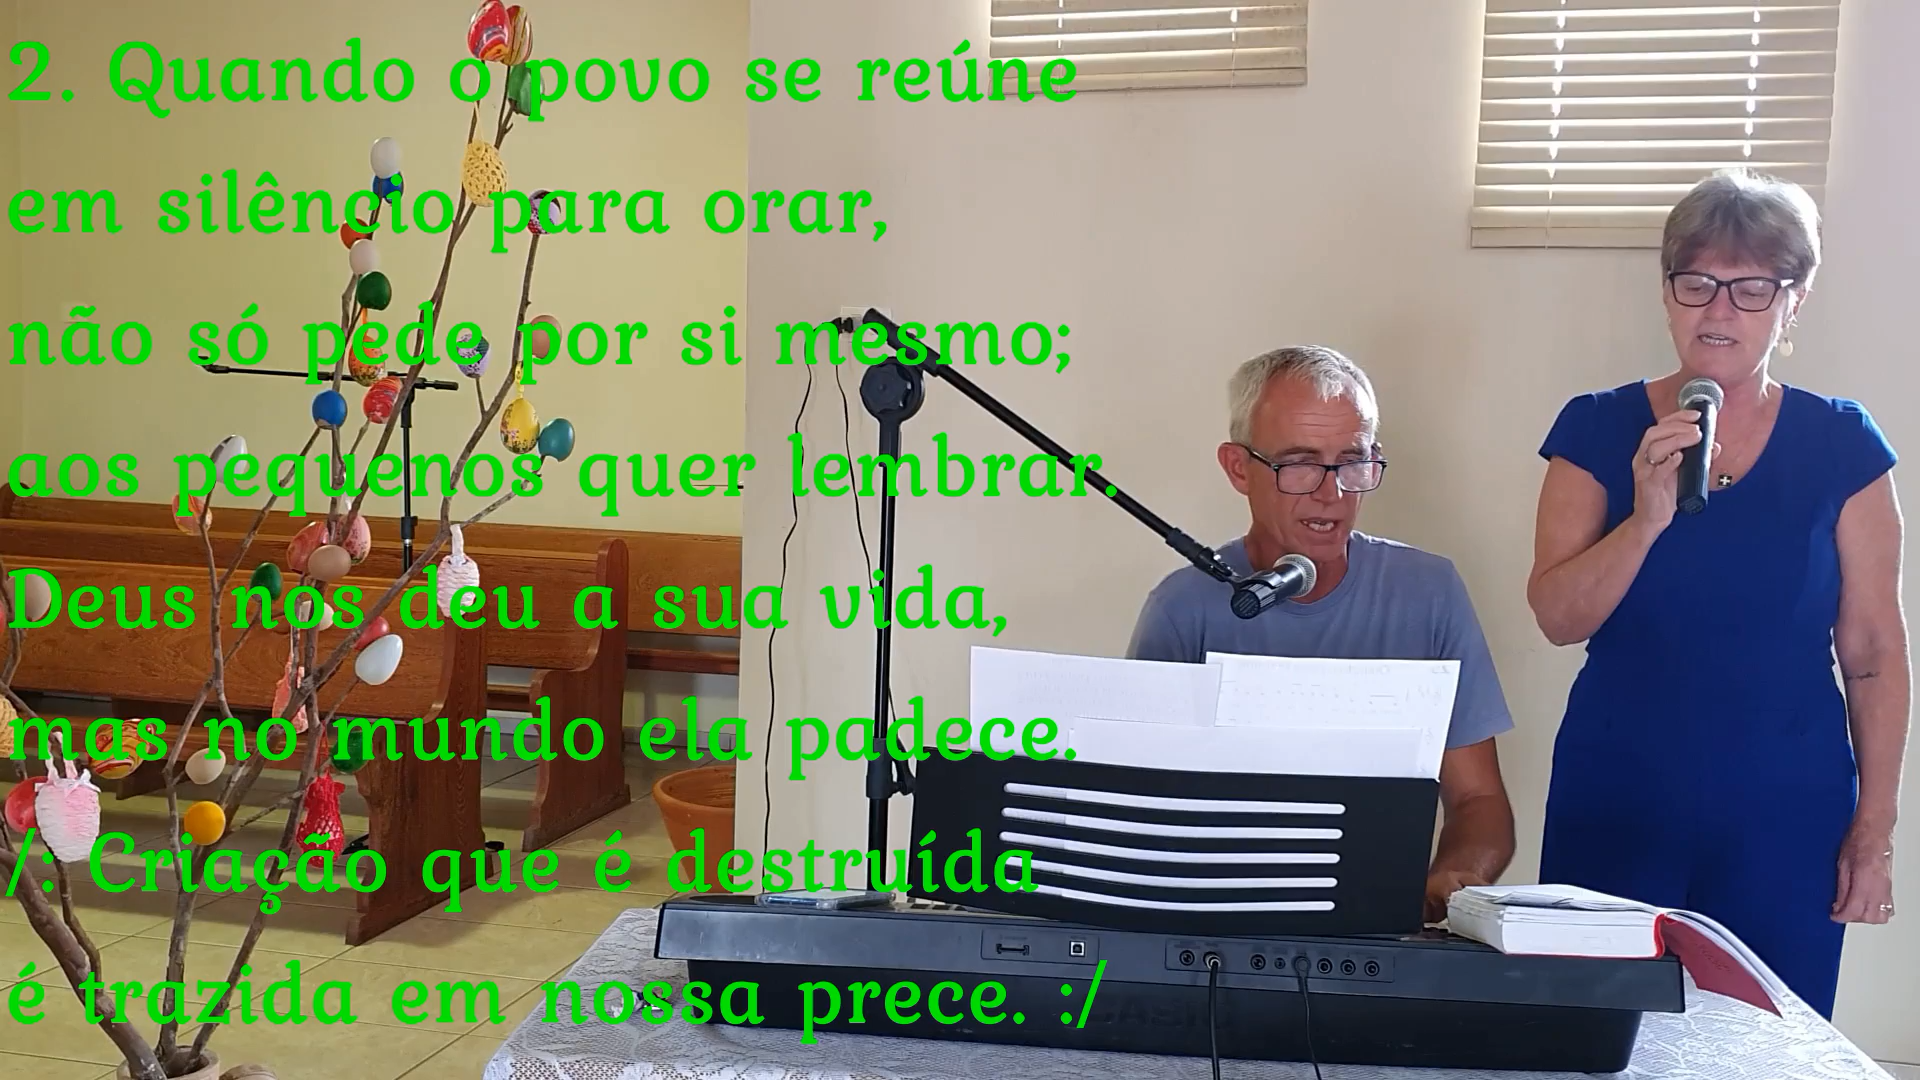 2. Quando o povo se reúne
em silêncio para orar,
não só pede por si mesmo;
aos pequenos quer lembrar.
Deus nos deu a sua vida,
mas no mundo ela padece.
/: Criação que é destruída
é trazida em nossa prece. :/
CASIO